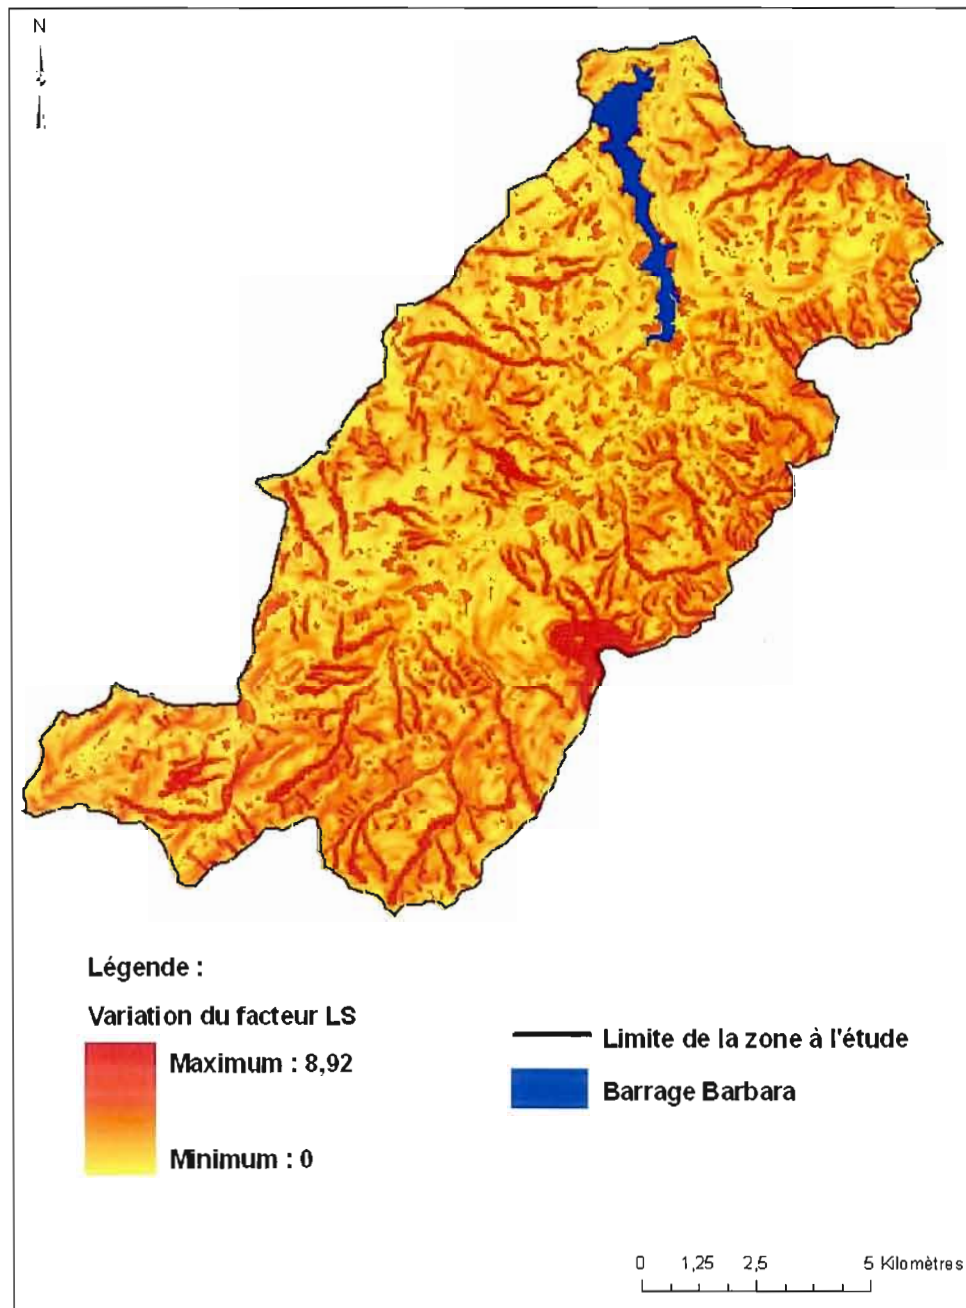 N
Légende :
Variation du facteur LS
Maximum : 8,92
Minimum : 0
Limite de la zone à l'étude
Barrage Barbara
0 1,25 2,5 5 Kilomètres